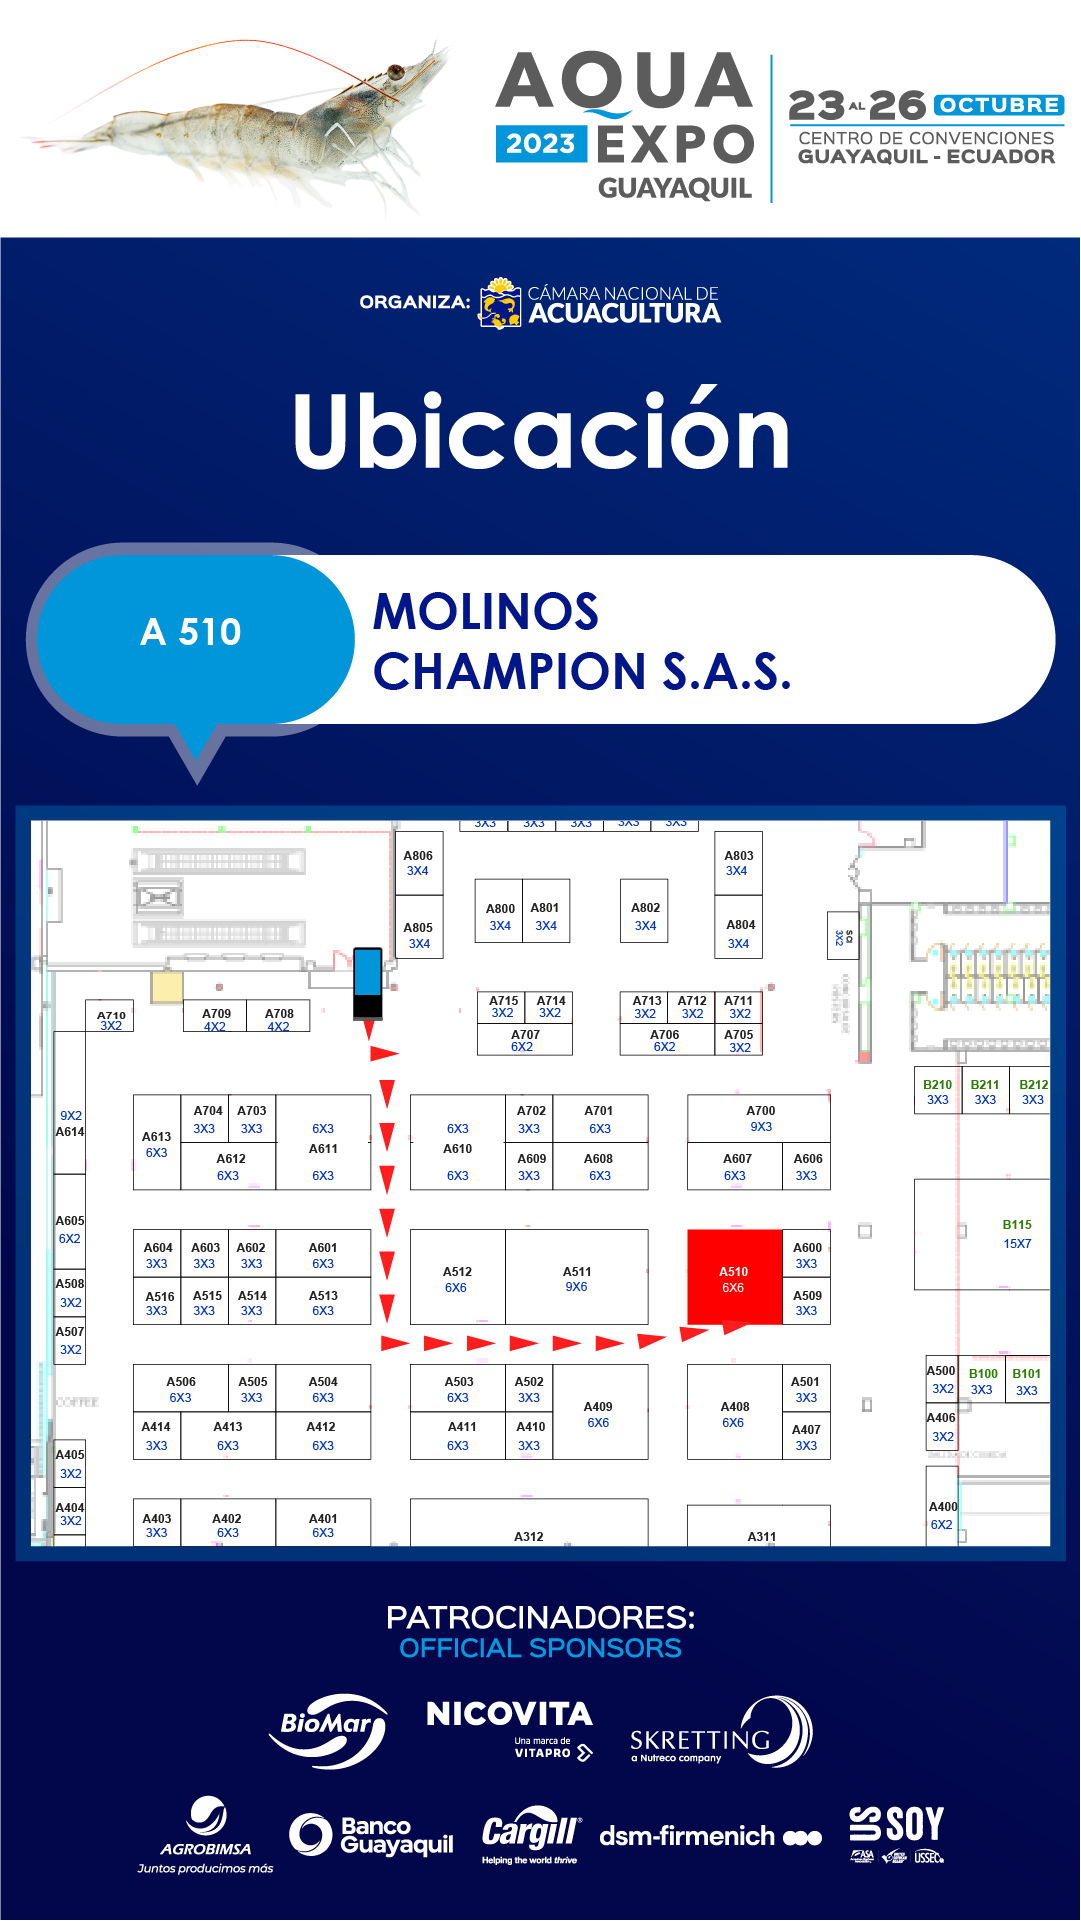 AQUA
2023 EXPO
GUAYAQUIL
23 AL 26 OCTUBRE
CENTRO DE CONVENCIONES
GUAYAQUIL - ECUADOR
ORGANIZA: CÁMARA NACIONAL DE
ACUACULTURA
Ubicación
A 510
MOLINOS
CHAMPION S.A.S.
3X3 3X3 3X3 3X3 3X3
A806
3X4
A803
3X4
A800
3X4
A801
3X4
A802
3X4
A805
3X4
A804
3X4
SCI
3X2
A710
3X2
A709
4X2
A708
4X2
A715
3X2
A714
3X2
A713
3X2
A712
3X2
A711
3X2
A707
6X2
A706
6X2
A705
3X2
B210
3X3
B211
3X3
B212
3X3
9X2
A614
A613
6X3
A704
3X3
A703
3X3
6X3
A611
6X3
A612
6X3
6X3
A610
6X3
A702
3X3
A701
6X3
A609
3X3
A608
6X3
A700
9X3
A607
6X3
A606
3X3
A605
6X2
B115
15X7
A604
3X3
A603
3X3
A602
3X3
A601
6X3
A512
6X6
A511
9X6
A510
6X6
A600
3X3
A508
3X2
A516
3X3
A515
3X3
A514
3X3
A513
6X3
A509
3X3
A507
3X2
A506
6X3
A505
3X3
A504
6X3
A503
6X3
A502
3X3
A409
6X6
A408
6X6
A501
3X3
A500
3X2
B100
3X3
B101
3X3
COFFEE
A414
3X3
A413
6X3
A412
6X3
A411
6X3
A410
3X3
A407
3X3
A406
3X2
A405
3X2
A404
3X2
A403
3X3
A402
6X3
A401
6X3
A312
A311
A400
6X2
PATROCINADORES:
OFFICIAL SPONSORS
BioMar
NICOVITA
Una marca de
VITAPRO
SKRETTING
a Nutreco company
AGROBIMSA
Juntos producimos más
Banco
Guayaquil
Cargill®
Helping the world thrive
dsm-firmenich
US SOY
ASA
USSEC